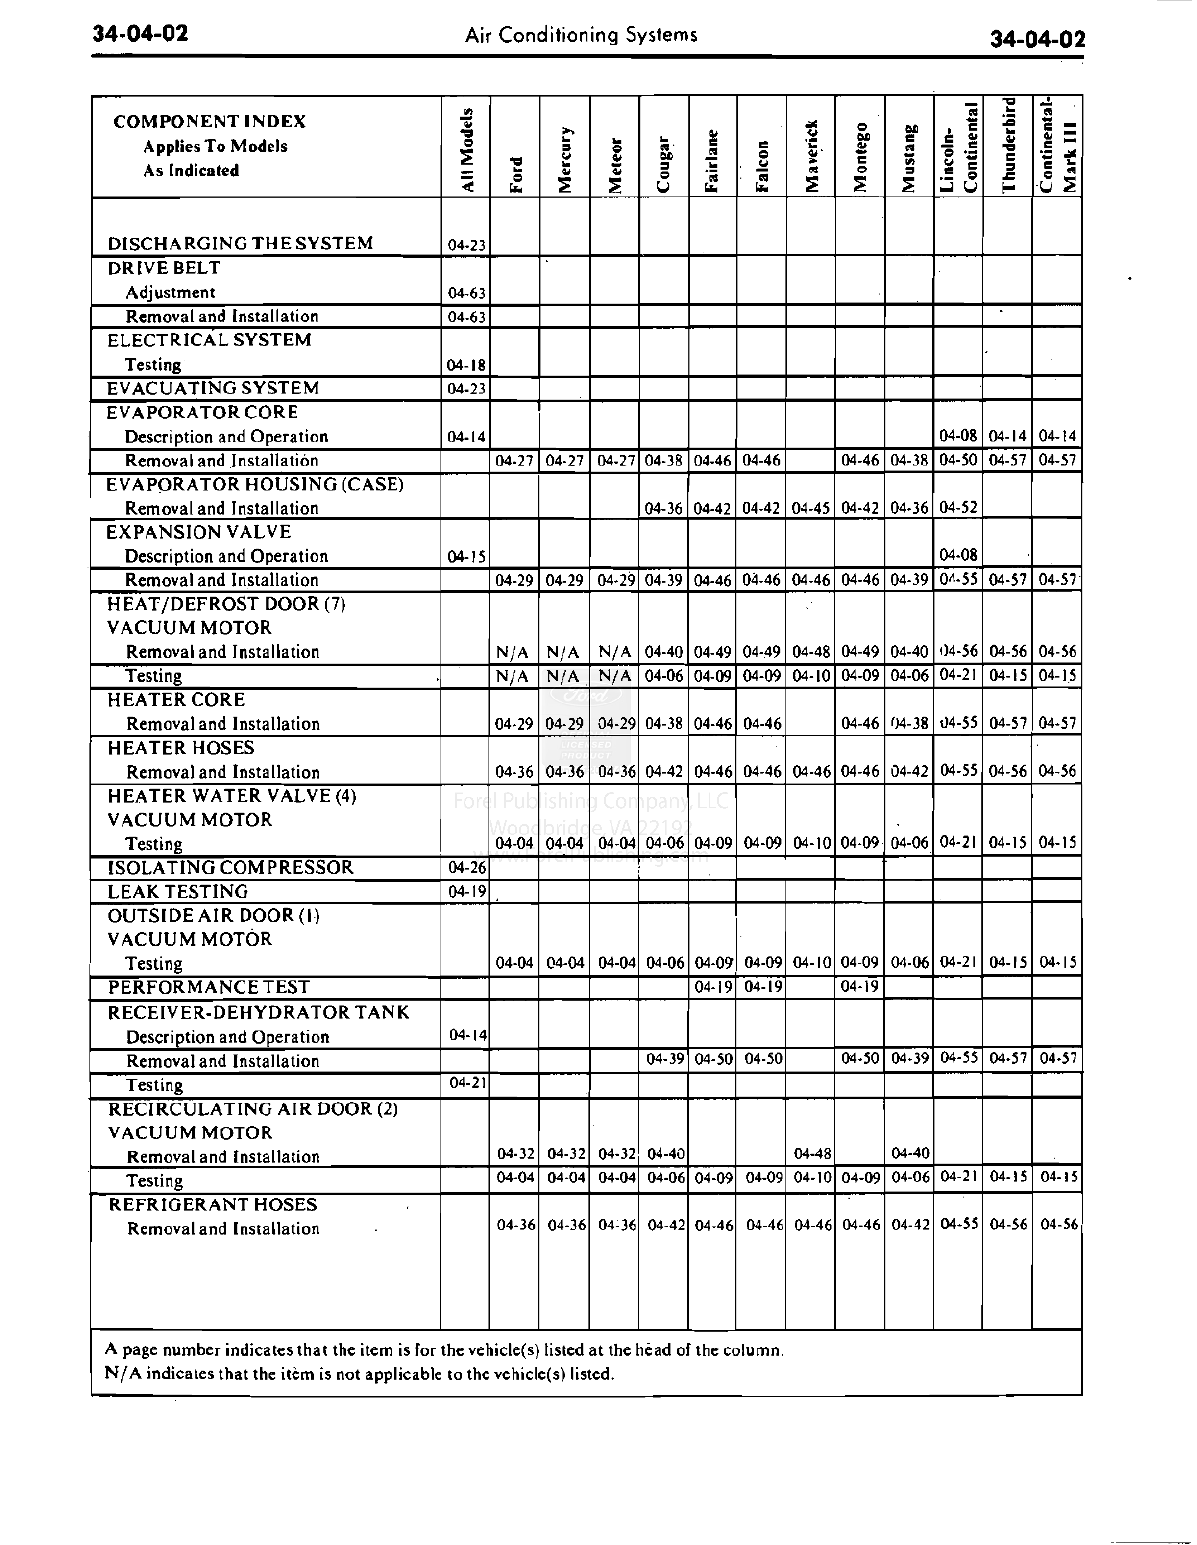 34-04-02 Air Conditioning Systems 34-04-02
COMPONENT INDEX
Applies To Models
As Indicated
All Models
Ford
Mercury
Meteor
Cougar
Fairlane
Falcon
Maverick
Montego
Mustang
Lincoln-
Continental
Thunderbird
Continental-
Mark III
DISCHARGING THE SYSTEM 04-23
DRIVE BELT
Adjustment 04-63
Removal and Installation 04-63
ELECTRICAL SYSTEM
Testing 04-18
EVACUATING SYSTEM 04-23
EVAPORATOR CORE
Description and Operation 04-14 04-08 04-14 04-14
Removal and Installation 04-27 04-27 04-27 04-38 04-46 04-46 04-46 04-38 04-50 04-57 04-57
EVAPORATOR HOUSING (CASE)
Removal and Installation 04-36 04-42 04-42 04-45 04-42 04-36 04-52
EXPANSION VALVE
Description and Operation 04-15 04-08
Removal and Installation 04-29 04-29 04-29 04-39 04-46 04-46 04-46 04-46 04-39 04-55 04-57 04-57
HEAT/DEFROST DOOR (7)
VACUUM MOTOR
Removal and Installation N/A N/A N/A 04-40 04-49 04-49 04-48 04-49 04-40 04-56 04-56 04-56
Testing N/A N/A N/A 04-06 04-09 04-09 04-10 04-09 04-06 04-21 04-15 04-15
HEATER CORE
Removal and Installation 04-29 04-29 04-29 04-38 04-46 04-46 04-46 04-38 04-55 04-57 04-57
HEATER HOSES
Removal and Installation 04-36 04-36 04-36 04-42 04-46 04-46 04-46 04-46 04-42 04-55 04-56 04-56
HEATER WATER VALVE (4)
VACUUM MOTOR
Testing 04-04 04-04 04-04 04-06 04-09 04-09 04-10 04-09 04-06 04-21 04-15 04-15
ISOLATING COMPRESSOR 04-26
LEAK TESTING 04-19
OUTSIDE AIR DOOR (1)
VACUUM MOTOR
Testing 04-04 04-04 04-04 04-06 04-09 04-09 04-10 04-09 04-06 04-21 04-15 04-15
PERFORMANCE TEST 04-19 04-19 04-19
RECEIVER-DEHYDRATOR TANK
Description and Operation 04-14
Removal and Installation 04-39 04-50 04-50 04-50 04-39 04-55 04-57 04-57
Testing 04-21
RECIRCULATING AIR DOOR (2)
VACUUM MOTOR
Removal and Installation 04-32 04-32 04-32 04-40 04-48 04-40
Testing 04-04 04-04 04-04 04-06 04-09 04-09 04-10 04-09 04-06 04-21 04-15 04-15
REFRIGERANT HOSES
Removal and Installation 04-36 04-36 04-36 04-42 04-46 04-46 04-46 04-46 04-42 04-55 04-56 04-56
A page number indicates that the item is for the vehicle(s) listed at the head of the column.
N/A indicates that the item is not applicable to the vehicle(s) listed.
Ford
LICENSED
PRODUCT
Forel Publishing Company, LLC
Woodbridge, VA 22192